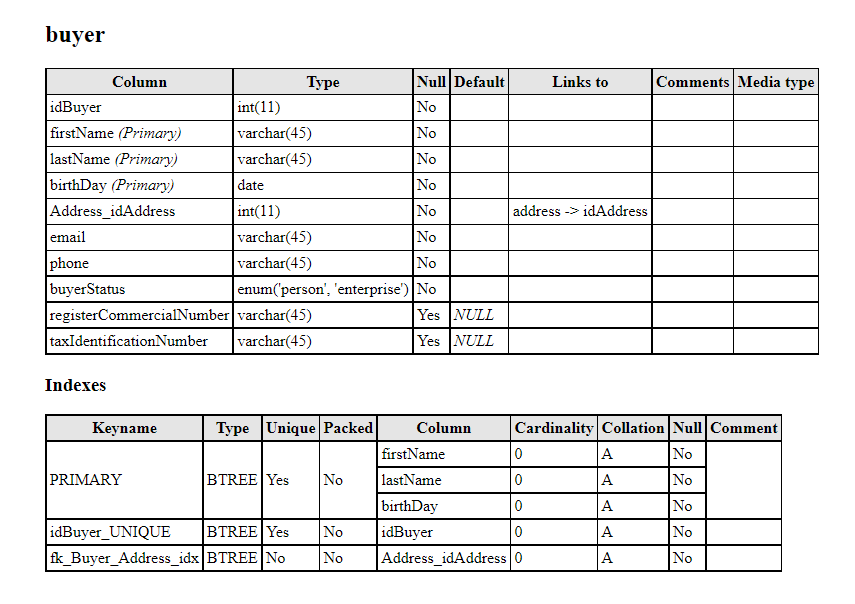 buyer
Column Type Null Default Links to Comments Media type
idBuyer int(11) No
firstName (Primary) varchar(45) No
lastName (Primary) varchar(45) No
birthDay (Primary) date No
Address_idAddress int(11) No address -> idAddress
email varchar(45) No
phone varchar(45) No
buyerStatus enum('person', 'enterprise') No
registerCommercialNumber varchar(45) Yes NULL
taxIdentificationNumber varchar(45) Yes NULL
Indexes
Keyname Type Unique Packed Column Cardinality Collation Null Comment
PRIMARY BTREE Yes No firstName 0 A No
lastName 0 A No
birthDay 0 A No
idBuyer_UNIQUE BTREE Yes No idBuyer 0 A No
fk_Buyer_Address_idx BTREE No No Address_idAddress 0 A No